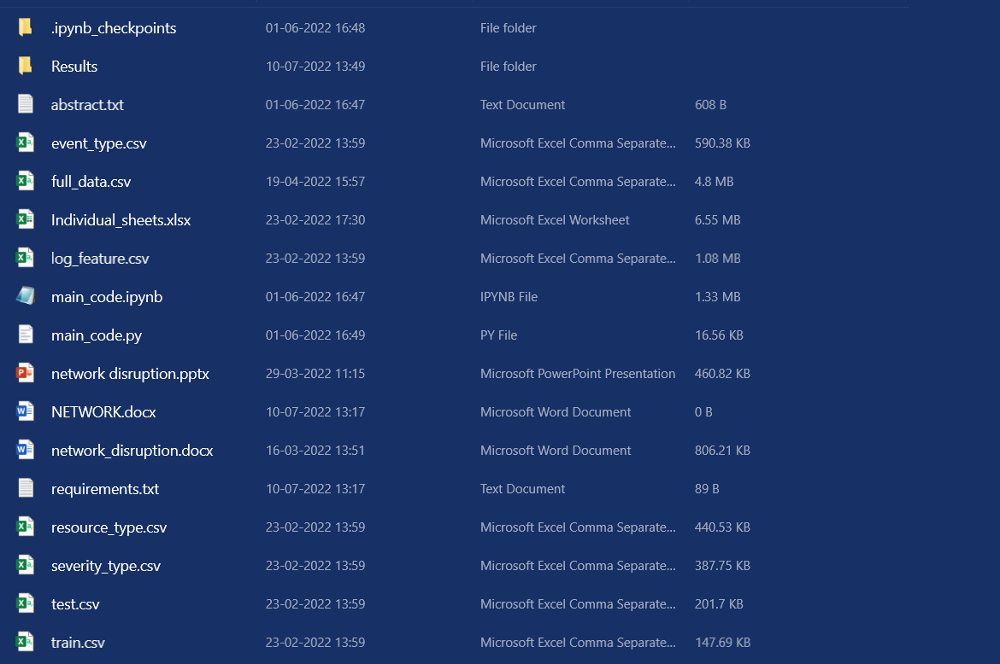 .ipynb_checkpoints 01-06-2022 16:48 File folder
Results 10-07-2022 13:49 File folder
abstract.txt 01-06-2022 16:47 Text Document 608 B
event_type.csv 23-02-2022 13:59 Microsoft Excel Comma Separate... 590.38 KB
full_data.csv 19-04-2022 15:57 Microsoft Excel Comma Separate... 4.8 MB
Individual_sheets.xlsx 23-02-2022 17:30 Microsoft Excel Worksheet 6.55 MB
log_feature.csv 23-02-2022 13:59 Microsoft Excel Comma Separate... 1.08 MB
main_code.ipynb 01-06-2022 16:47 IPYNB File 1.33 MB
main_code.py 01-06-2022 16:49 PY File 16.56 KB
network disruption.pptx 29-03-2022 11:15 Microsoft PowerPoint Presentation 460.82 KB
NETWORK.docx 10-07-2022 13:17 Microsoft Word Document 0 B
network_disruption.docx 16-03-2022 13:51 Microsoft Word Document 806.21 KB
requirements.txt 10-07-2022 13:17 Text Document 89 B
resource_type.csv 23-02-2022 13:59 Microsoft Excel Comma Separate... 440.53 KB
severity_type.csv 23-02-2022 13:59 Microsoft Excel Comma Separate... 387.75 KB
test.csv 23-02-2022 13:59 Microsoft Excel Comma Separate... 201.7 KB
train.csv 23-02-2022 13:59 Microsoft Excel Comma Separate... 147.69 KB